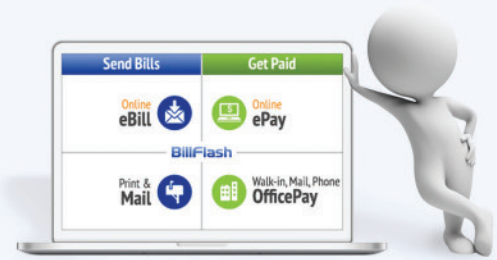 Send Bills
Get Paid
Online
eBill
Online
ePay
BillFlash
Print &
Mail
Walk-in, Mail, Phone
OfficePay